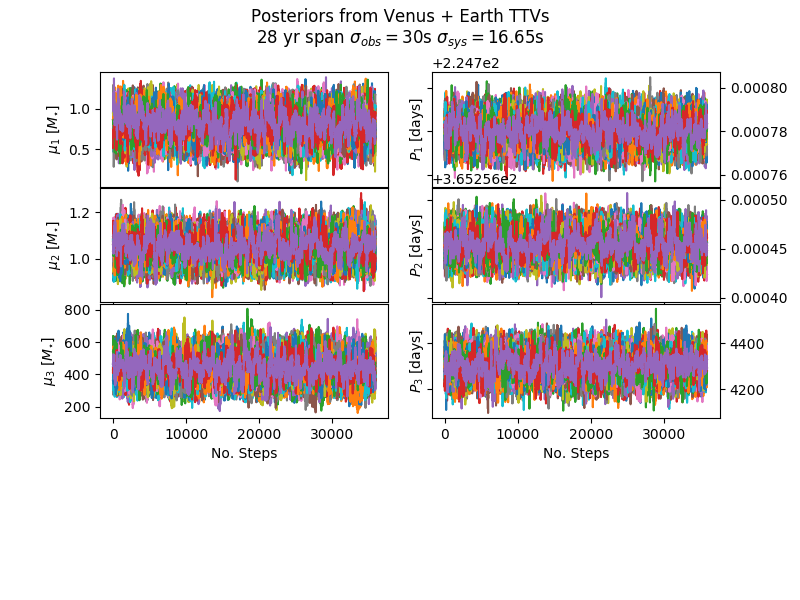 Posteriors from Venus + Earth TTVs
28 yr span σobs = 30s σsys = 16.65s
+2.247e2
1.0
0.5
μ1 [M.]
P1 [days]
0.00080
0.00078
0.00076
+3.65256e2
1.2
1.0
μ2 [M.]
P2 [days]
0.00050
0.00045
0.00040
800
600
400
200
μ3 [M.]
P3 [days]
4400
4200
0 10000 20000 30000
0 10000 20000 30000
No. Steps
No. Steps